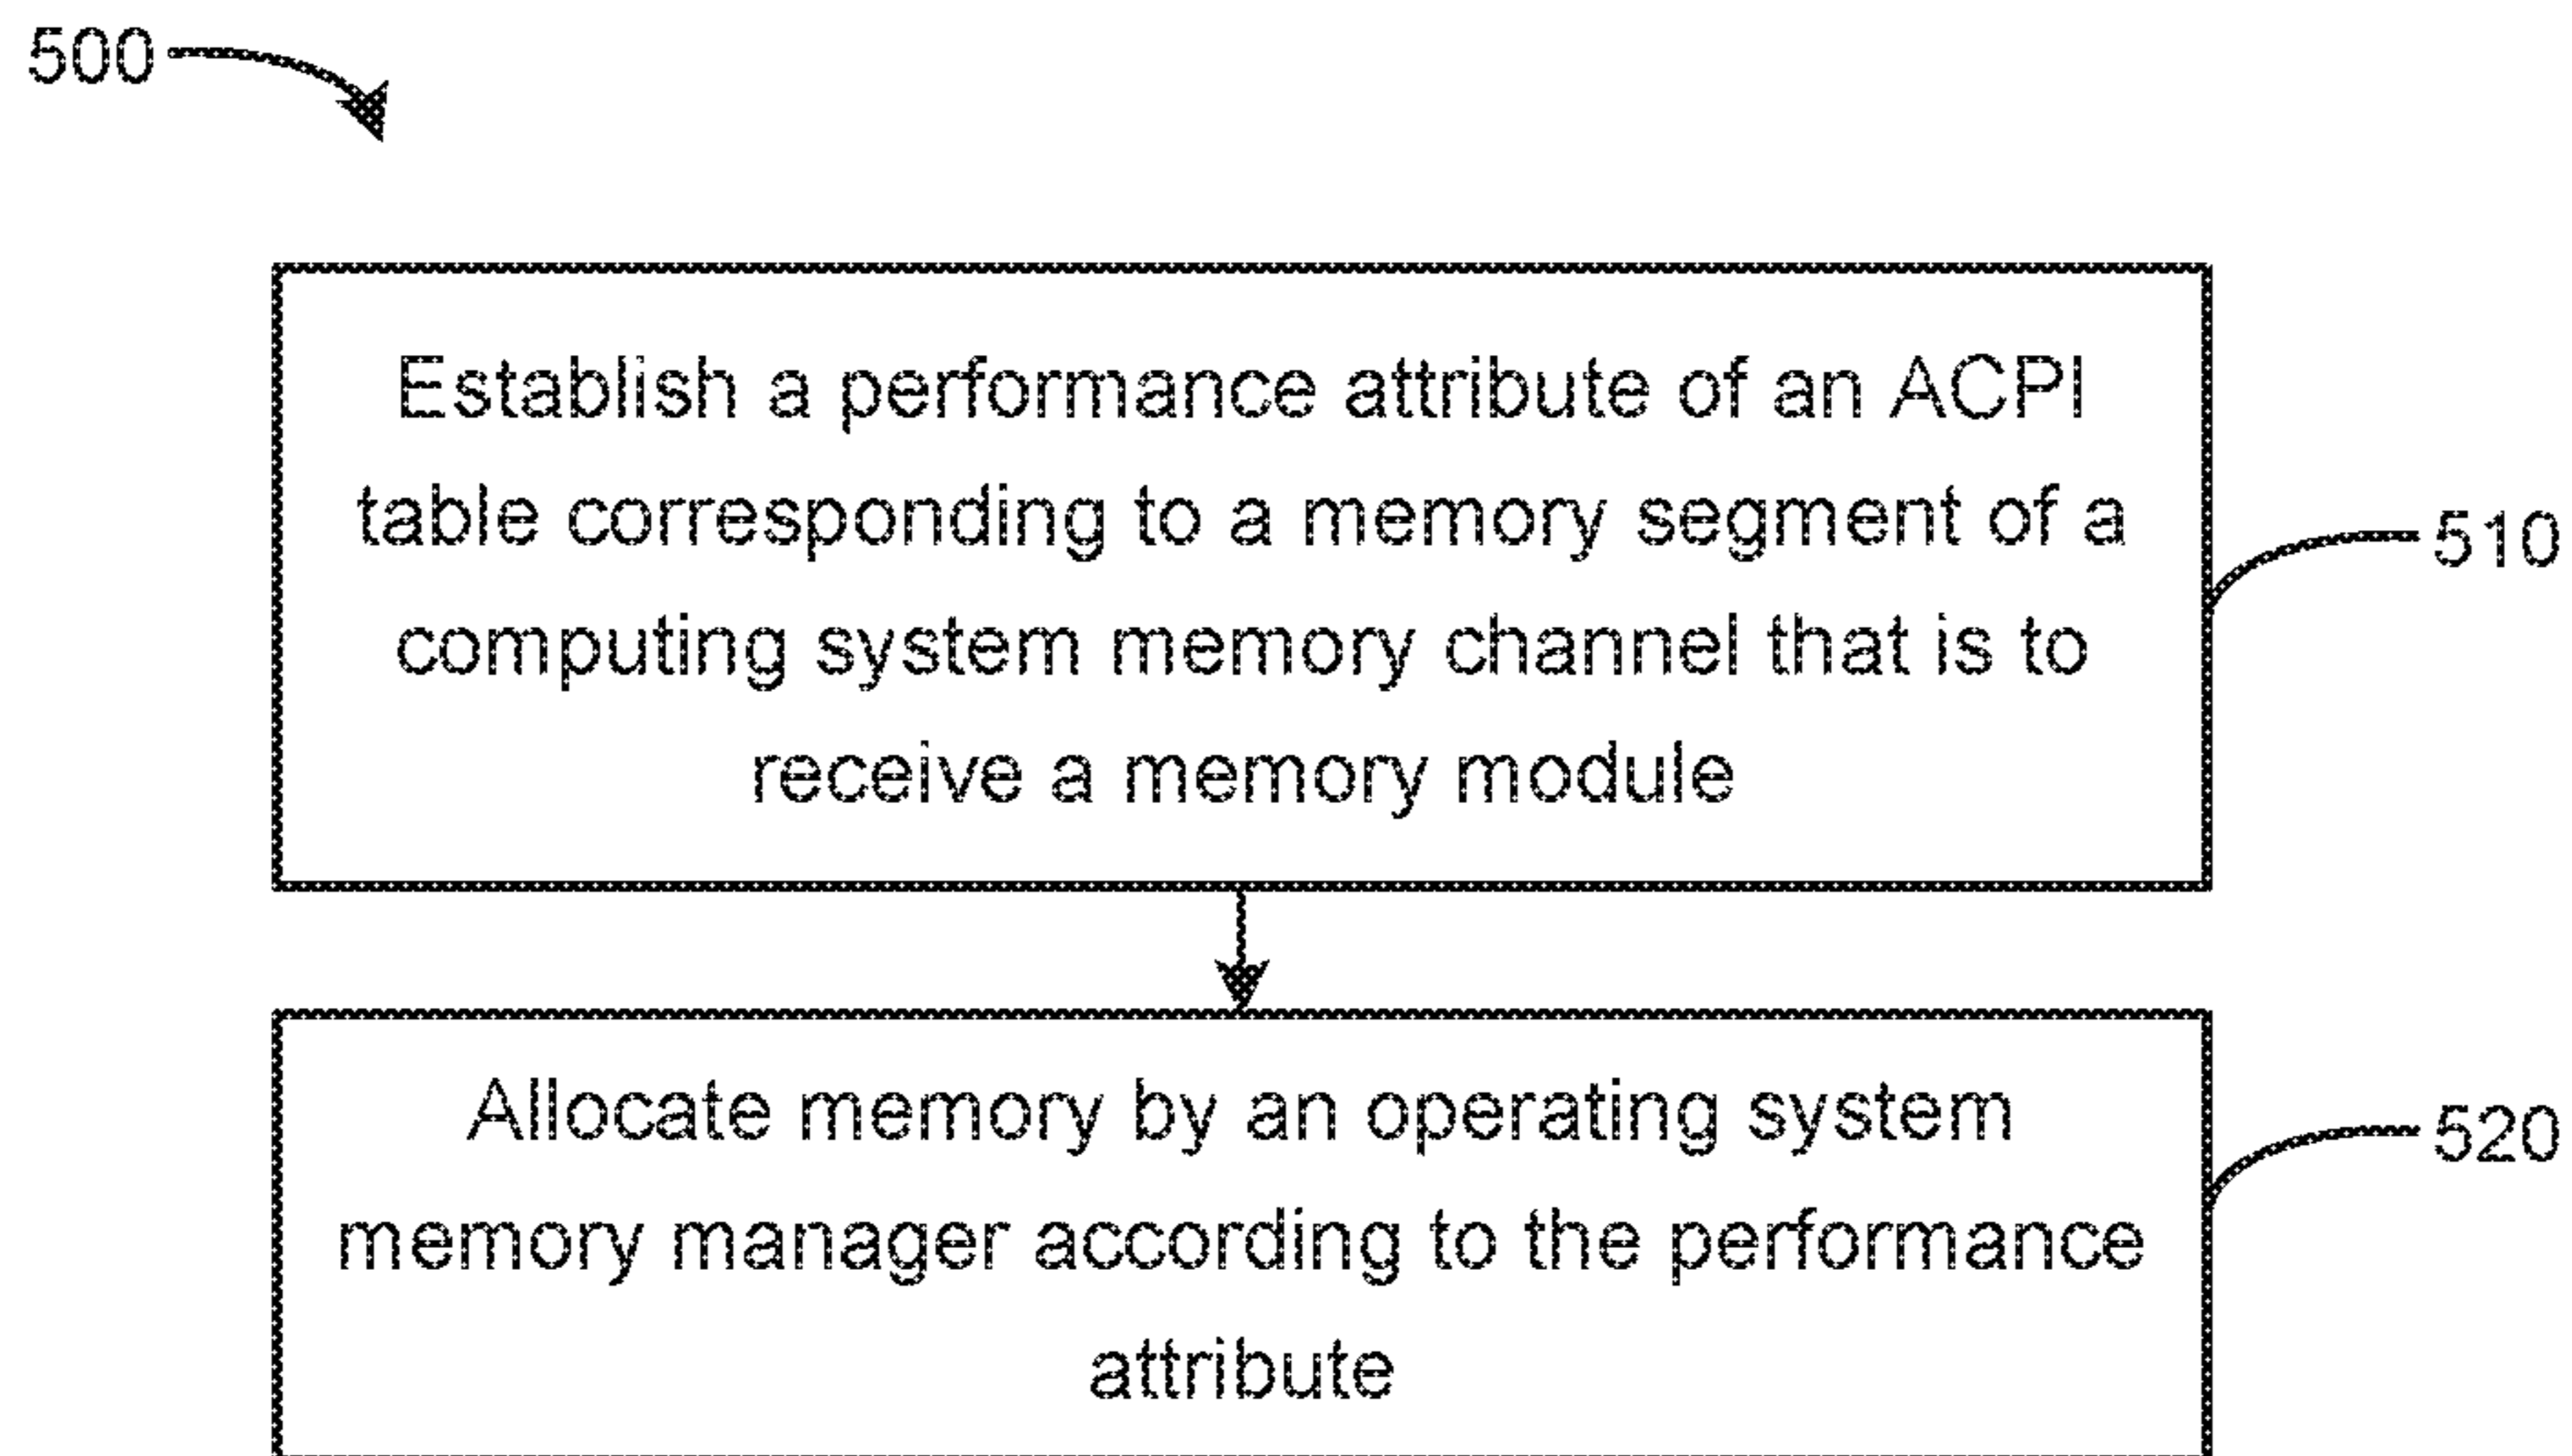 500
Establish a performance attribute of an ACPI
table corresponding to a memory segment of a
computing system memory channel that is to
receive a memory module
510
Allocate memory by an operating system
memory manager according to the performance
attribute
520